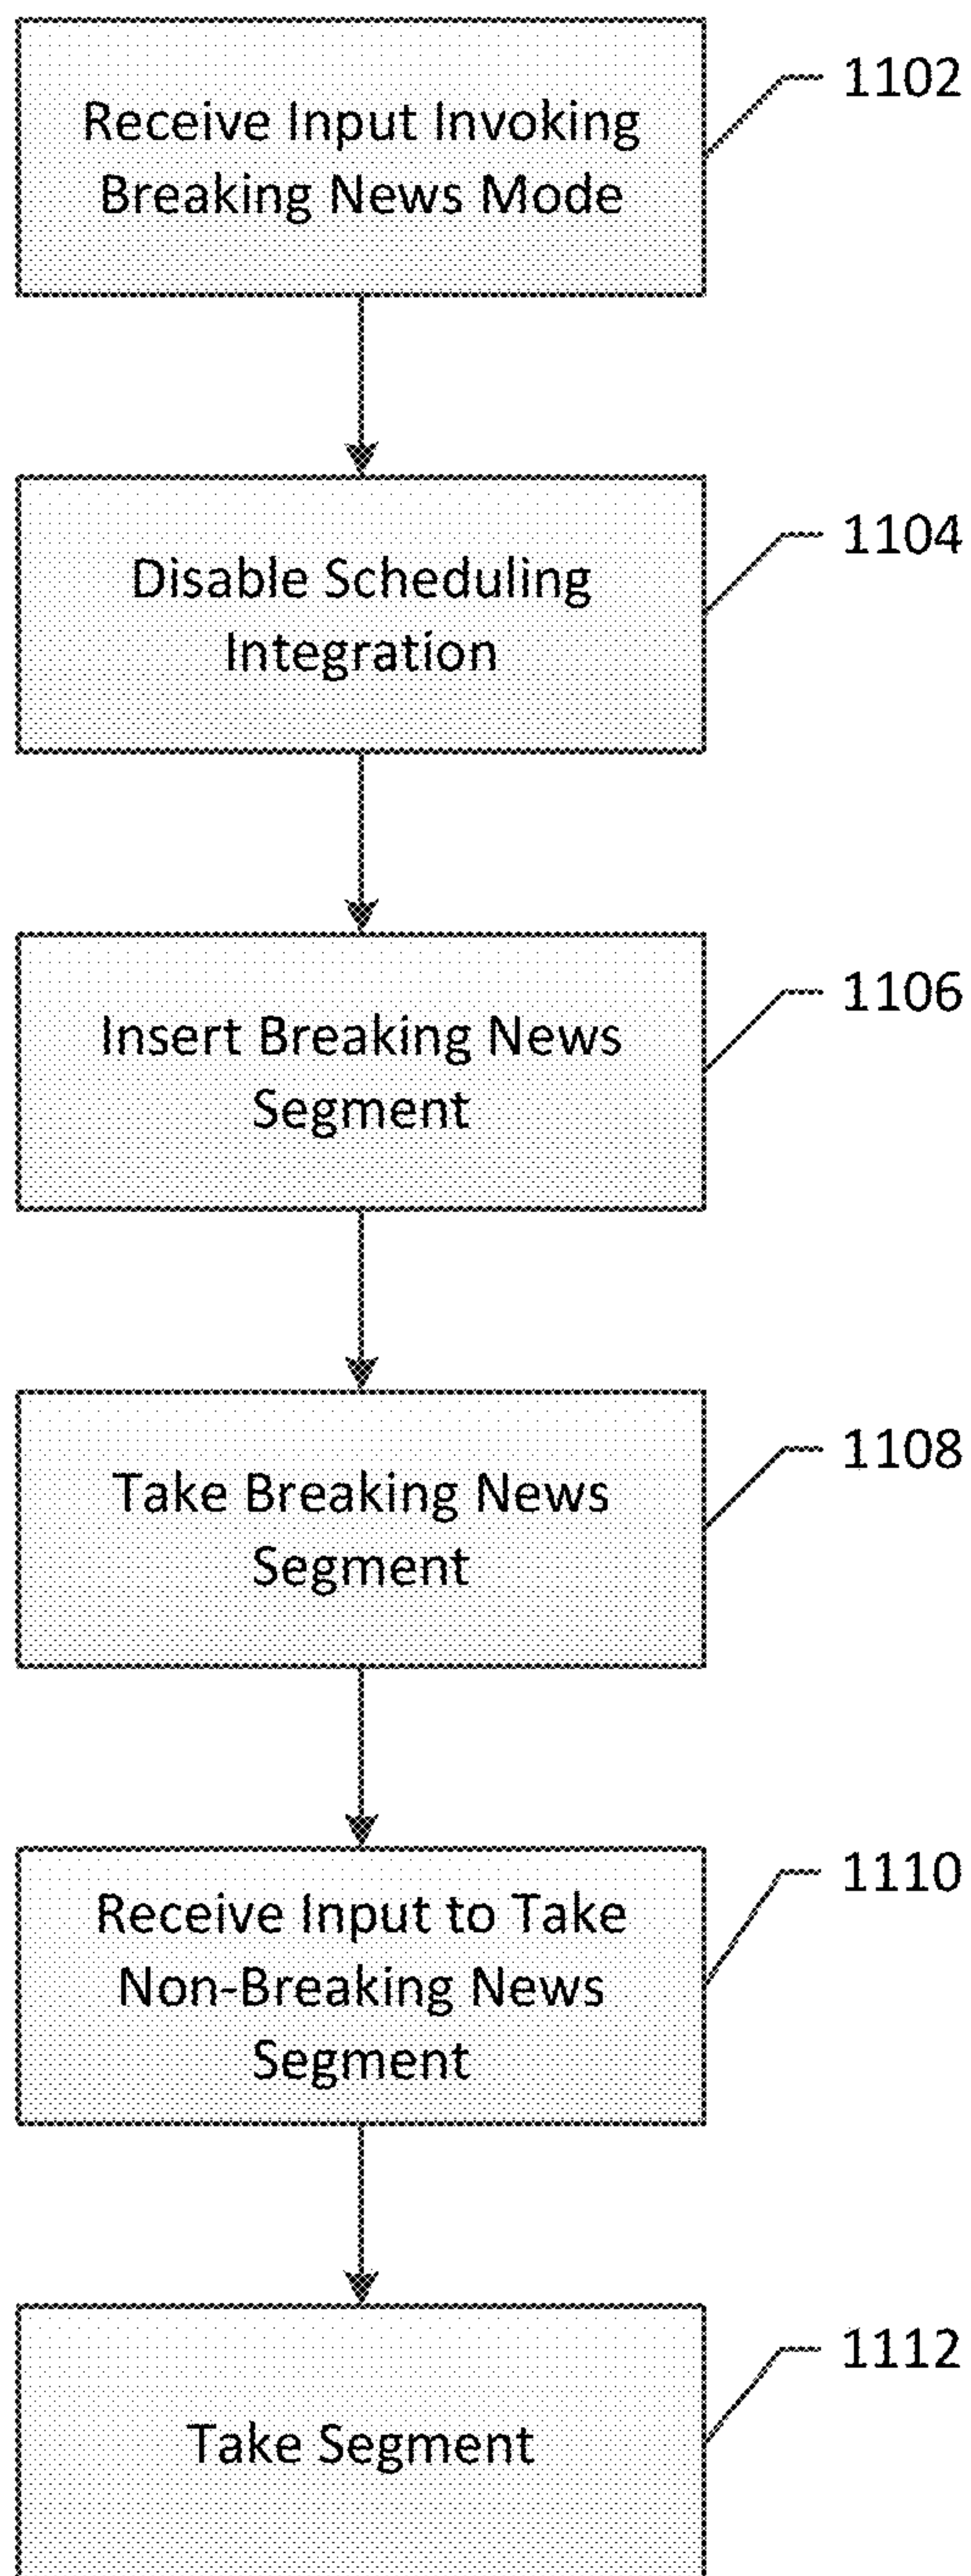 Receive Input Invoking
Breaking News Mode
1102
Disable Scheduling
Integration
1104
Insert Breaking News
Segment
1106
Take Breaking News
Segment
1108
Receive Input to Take
Non-Breaking News
Segment
1110
Take Segment
1112